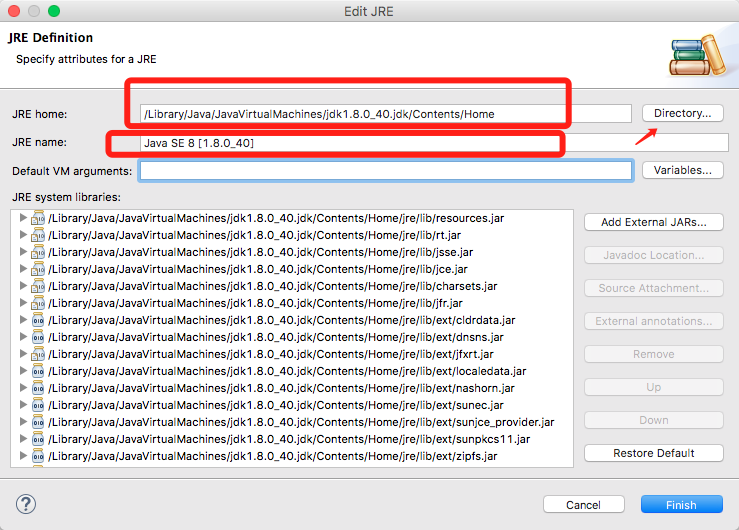 Edit JRE
JRE Definition
Specify attributes for a JRE
JRE home: /Library/Java/JavaVirtualMachines/jdk1.8.0_40.jdk/Contents/Home Directory...
JRE name: Java SE 8 [1.8.0_40]
Default VM arguments: Variables...
JRE system libraries:
/Library/Java/JavaVirtualMachines/jdk1.8.0_40.jdk/Contents/Home/jre/lib/resources.jar
/Library/Java/JavaVirtualMachines/jdk1.8.0_40.jdk/Contents/Home/jre/lib/rt.jar
/Library/Java/JavaVirtualMachines/jdk1.8.0_40.jdk/Contents/Home/jre/lib/jsse.jar
/Library/Java/JavaVirtualMachines/jdk1.8.0_40.jdk/Contents/Home/jre/lib/jce.jar
/Library/Java/JavaVirtualMachines/jdk1.8.0_40.jdk/Contents/Home/jre/lib/charsets.jar
/Library/Java/JavaVirtualMachines/jdk1.8.0_40.jdk/Contents/Home/jre/lib/jfr.jar
/Library/Java/JavaVirtualMachines/jdk1.8.0_40.jdk/Contents/Home/jre/lib/ext/cldrdata.jar
/Library/Java/JavaVirtualMachines/jdk1.8.0_40.jdk/Contents/Home/jre/lib/ext/dnsns.jar
/Library/Java/JavaVirtualMachines/jdk1.8.0_40.jdk/Contents/Home/jre/lib/ext/jfxrt.jar
/Library/Java/JavaVirtualMachines/jdk1.8.0_40.jdk/Contents/Home/jre/lib/ext/localedata.jar
/Library/Java/JavaVirtualMachines/jdk1.8.0_40.jdk/Contents/Home/jre/lib/ext/nashorn.jar
/Library/Java/JavaVirtualMachines/jdk1.8.0_40.jdk/Contents/Home/jre/lib/ext/sunec.jar
/Library/Java/JavaVirtualMachines/jdk1.8.0_40.jdk/Contents/Home/jre/lib/ext/sunjce_provider.jar
/Library/Java/JavaVirtualMachines/jdk1.8.0_40.jdk/Contents/Home/jre/lib/ext/sunpkcs11.jar
/Library/Java/JavaVirtualMachines/jdk1.8.0_40.jdk/Contents/Home/jre/lib/ext/zipfs.jar
Add External JARs...
Javadoc Location...
Source Attachment...
External annotations...
Remove
Up
Down
Restore Default
?
Cancel
Finish